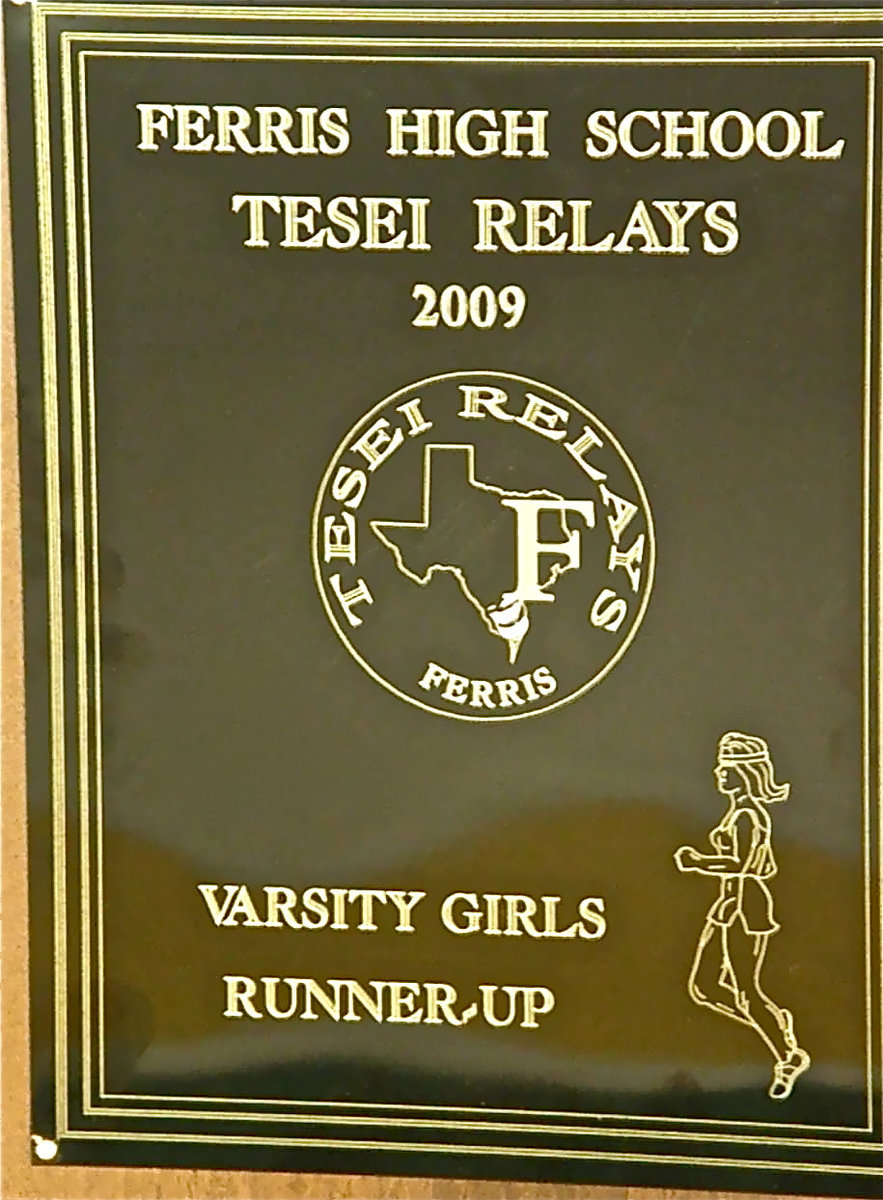 FERRIS HIGH SCHOOL
TESEI RELAYS
2009
TESEI RELAYS
F
FERRIS
VARSITY GIRLS
RUNNER-UP